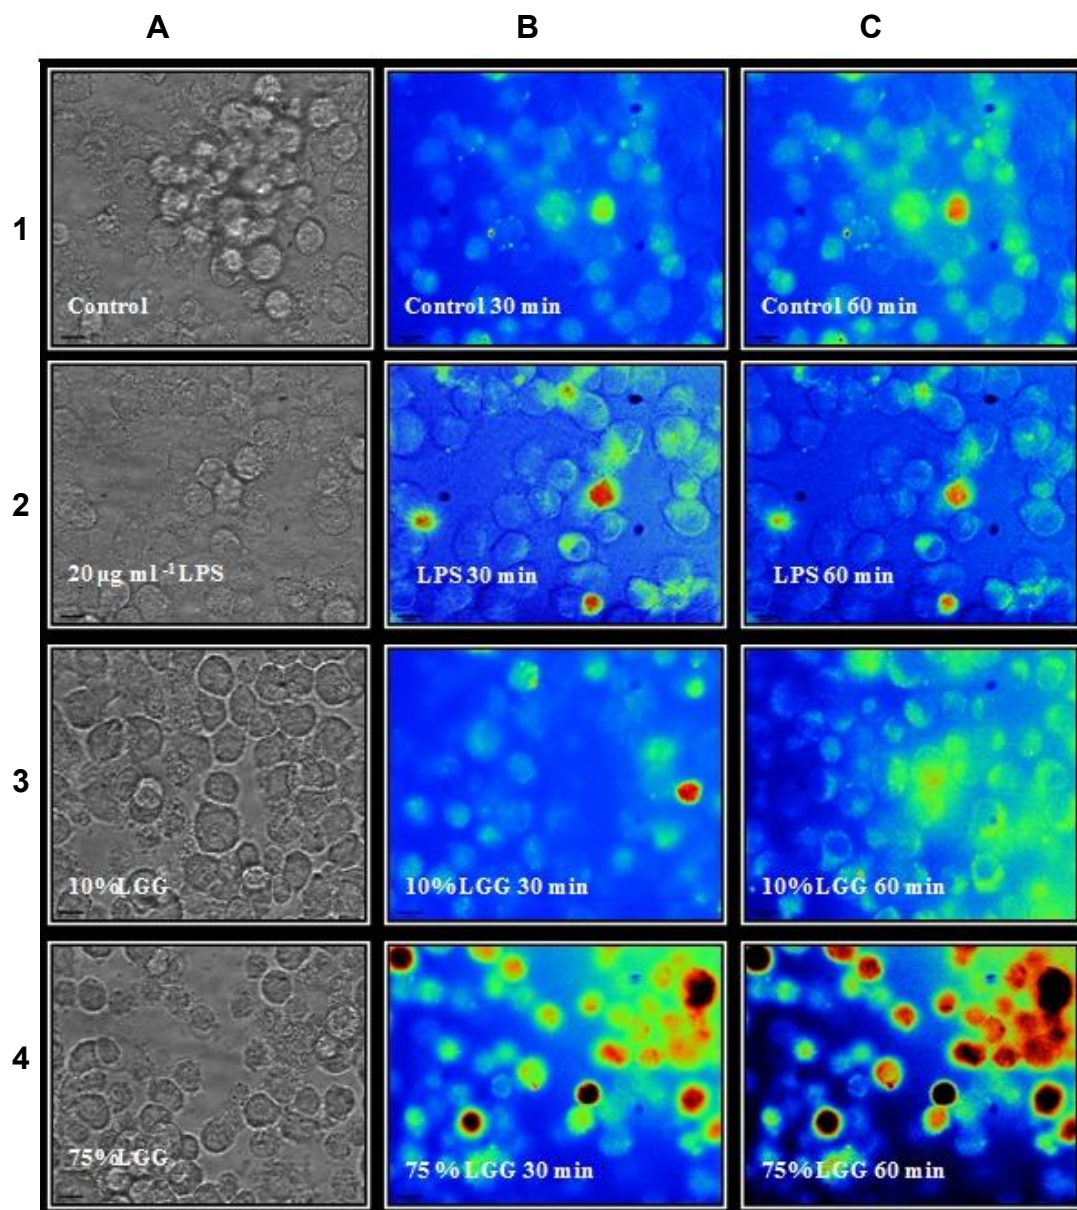 A B C
1
Control Control 30 min Control 60 min
2
20 µg ml -1 LPS LPS 30 min LPS 60 min
3
10%LGG 10%LGG 30 min 10%LGG 60 min
4
75%LGG 75%LGG 30 min 75%LGG 60 min